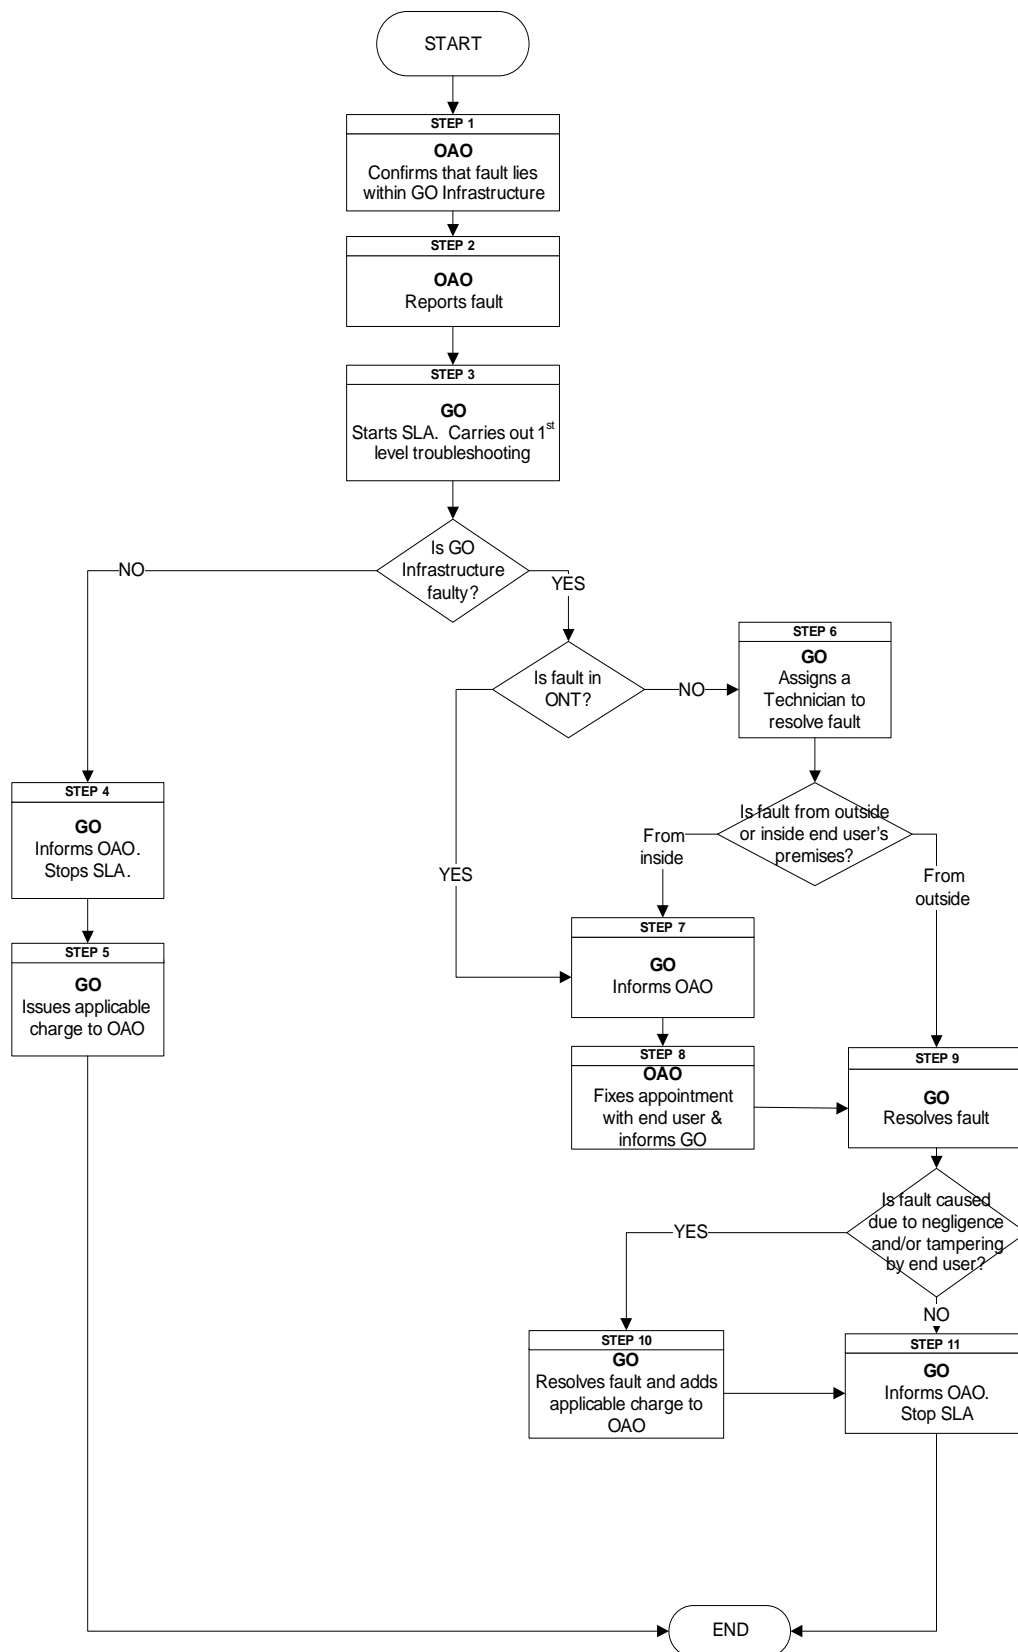 START
STEP 1
OAO
Confirms that fault lies
within GO Infrastructure
STEP 2
OAO
Reports fault
STEP 3
GO
Starts SLA.  Carries out 1st
level troubleshooting
Is GO
Infrastructure
faulty?
NO
YES
STEP 6
GO
Assigns a
Technician to
resolve fault
Is fault in
ONT?
NO
YES
STEP 4
GO
Informs OAO.
Stops SLA.
Is fault from outside
or inside end user's
premises?
From
inside
From
outside
STEP 5
GO
Issues applicable
charge to OAO
STEP 7
GO
Informs OAO
STEP 8
OAO
Fixes appointment
with end user &
informs GO
STEP 9
GO
Resolves fault
Is fault caused
due to negligence
and/or tampering
by end user?
YES
NO
STEP 10
GO
Resolves fault and adds
applicable charge to
OAO
STEP 11
GO
Informs OAO.
Stop SLA
END